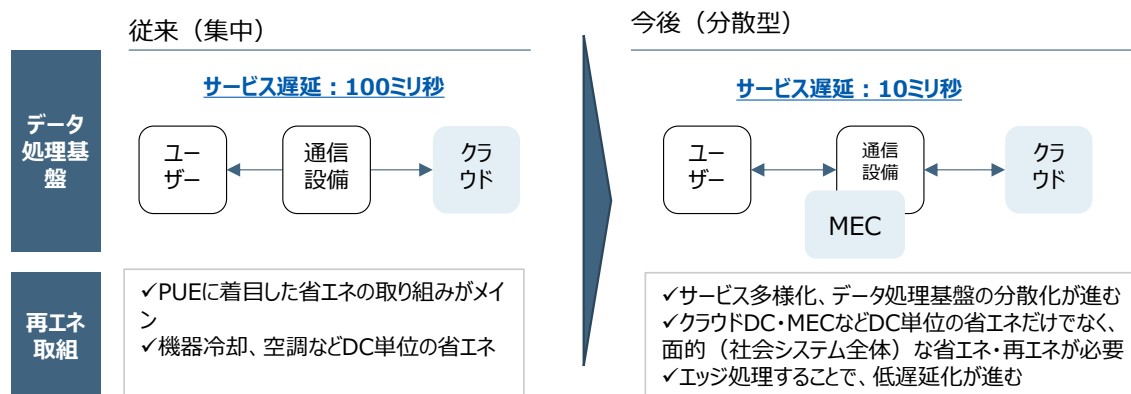 従来（集中）
今後（分散型）
データ
処理基
盤
サービス遅延：100ミリ秒
ユー
ザー
通信
設備
クラ
ウド
サービス遅延：10ミリ秒
ユー
ザー
通信
設備
クラ
ウド
MEC
再エネ
取組
✓PUEに着目した省エネの取り組みがメイ
ン
✓機器冷却、空調などDC単位の省エネ
✓サービス多様化、データ処理基盤の分散化が進む
✓クラウドDC・MECなどDC単位の省エネだけでなく、
面的（社会システム全体）な省エネ・再エネが必要
✓エッジ処理することで、低遅延化が進む